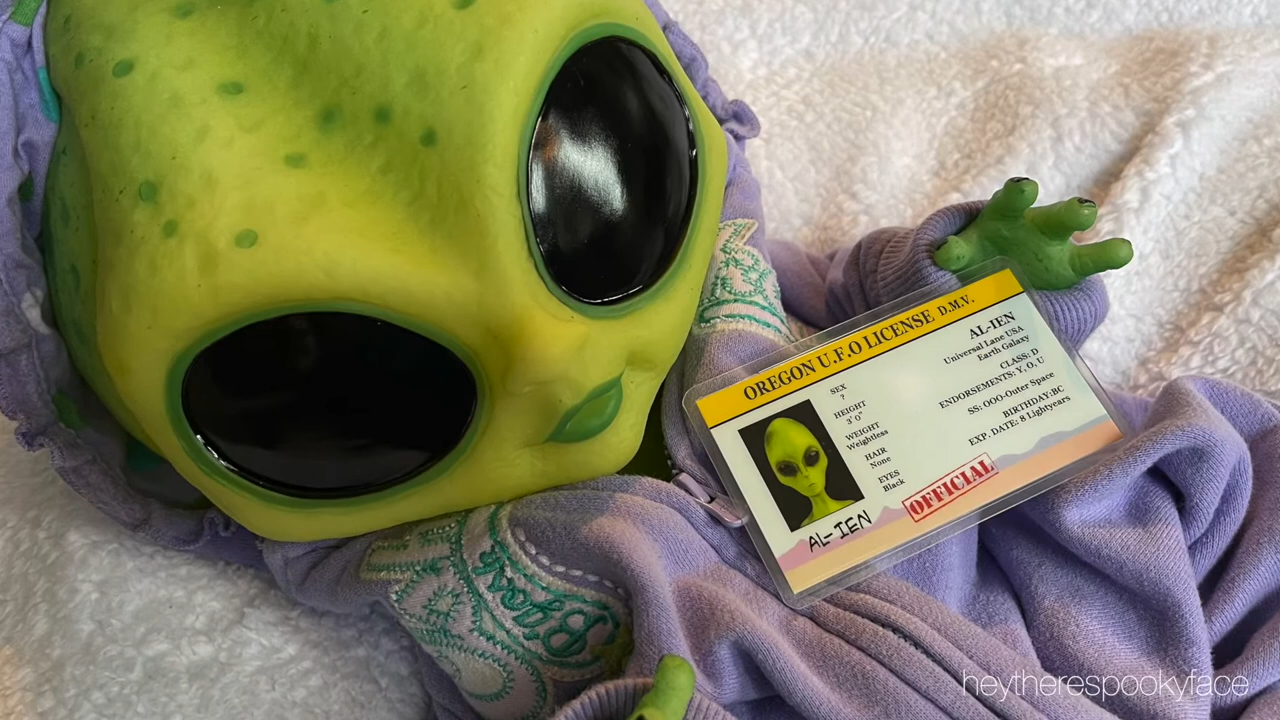 OREGON U.F.O LICENSE D.M.V.
SEX
?
HEIGHT
3' 0"
WEIGHT
Weightless
HAIR
None
EYES
Black
AL-IEN
Universal Lane USA
Earth Galaxy
CLASS: D
ENDORSEMENTS: Y, O, U
SS: OOO-Outer Space
BIRTHDAY:BC
EXP. DATE: 8 Lightyears
OFFICIAL
AL-IEN
heytherespookyface